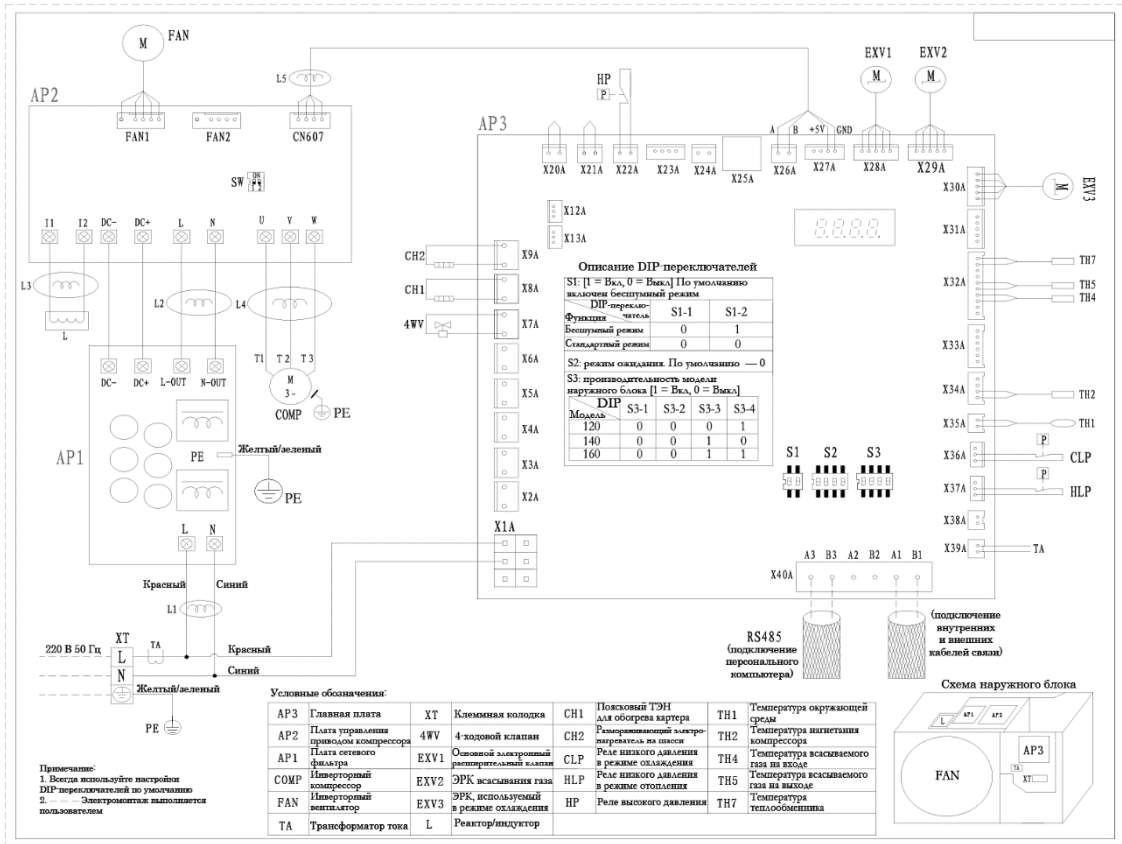 FAN
M
L5
AP2
FAN1
FAN2
CN607
SW
ON
1 2
I1
I2
DC-
DC+
L
N
U
V
W
L3
L2
L4
L
T1
T2
T3
M
3~
COMP
PE
DC-
DC+
L-OUT
N-OUT
AP1
PE
Желтый/зеленый
PE
L
N
Красный
Синий
L1
XT
220 В 50 Гц
L
TA
Красный
N
Синий
Желтый/зеленый
PE
Примечание:
1. Всегда используйте настройки
DIP-переключателей по умолчанию
2. — — — Электромонтаж выполняется
пользователем
HP
P
EXV1
EXV2
M
M
AP3
A
B
+5V
GND
X20A
X21A
X22A
X23A
X24A
X25A
X26A
X27A
X28A
X29A
X30A
M
EXV3
X12A
X13A
8.8.8.8.
X31A
CH2
X9A
CH1
X8A
4WV
X7A
X6A
X5A
X4A
X3A
X2A
X1A
X32A
TH7
TH5
TH4
X33A
X34A
TH2
X35A
TH1
X36A
P
CLP
X37A
P
HLP
X38A
X39A
TA
Описание DIP-переключателей
S1: [1 = Вкл, 0 = Выкл] По умолчанию
включен бесшумный режим
DIP-переклю-
чатель
Функция
S1-1
S1-2
Бесшумный режим 0 1
Стандартный режим 0 0
S2: режим ожидания. По умолчанию — 0
S3: производительность модели
наружного блока [1 = Вкл, 0 = Выкл]
DIP
Модель
S3-1 S3-2 S3-3 S3-4
120 0 0 0 1
140 0 0 1 0
160 0 0 1 1
S1
S2
S3
A3 B3 A2 B2 A1 B1
X40A
RS485
(подключение
персонального
компьютера)
(подключение
внутренних
и внешних
кабелей связи)
Условные обозначения:
AP3 Главная плата
XT Клеммная колодка
CH1 Поясковый ТЭН
для обогрева картера
TH1 Температура окружающей
среды
AP2 Плата управления
приводом компрессора
4WV 4-ходовой клапан
CH2 Размораживающий электро-
нагреватель на шасси
TH2 Температура нагнетания
компрессора
AP1 Плата сетевого
фильтра
EXV1 Основной электронный
расширительный клапан
CLP Реле низкого давления
в режиме охлаждения
TH4 Температура всасываемого
газа на входе
COMP Инверторный
компрессор
EXV2 ЭРК всасывания газа
HLP Реле низкого давления
в режиме отопления
TH5 Температура всасываемого
газа на выходе
FAN Инверторный
вентилятор
EXV3 ЭРК, используемый
в режиме охлаждения
HP Реле высокого давления
TH7 Температура
теплообменника
TA Трансформатор тока
L Реактор/индуктор
Схема наружного блока
L
AP1
AP2
AP3
TA
XT
FAN